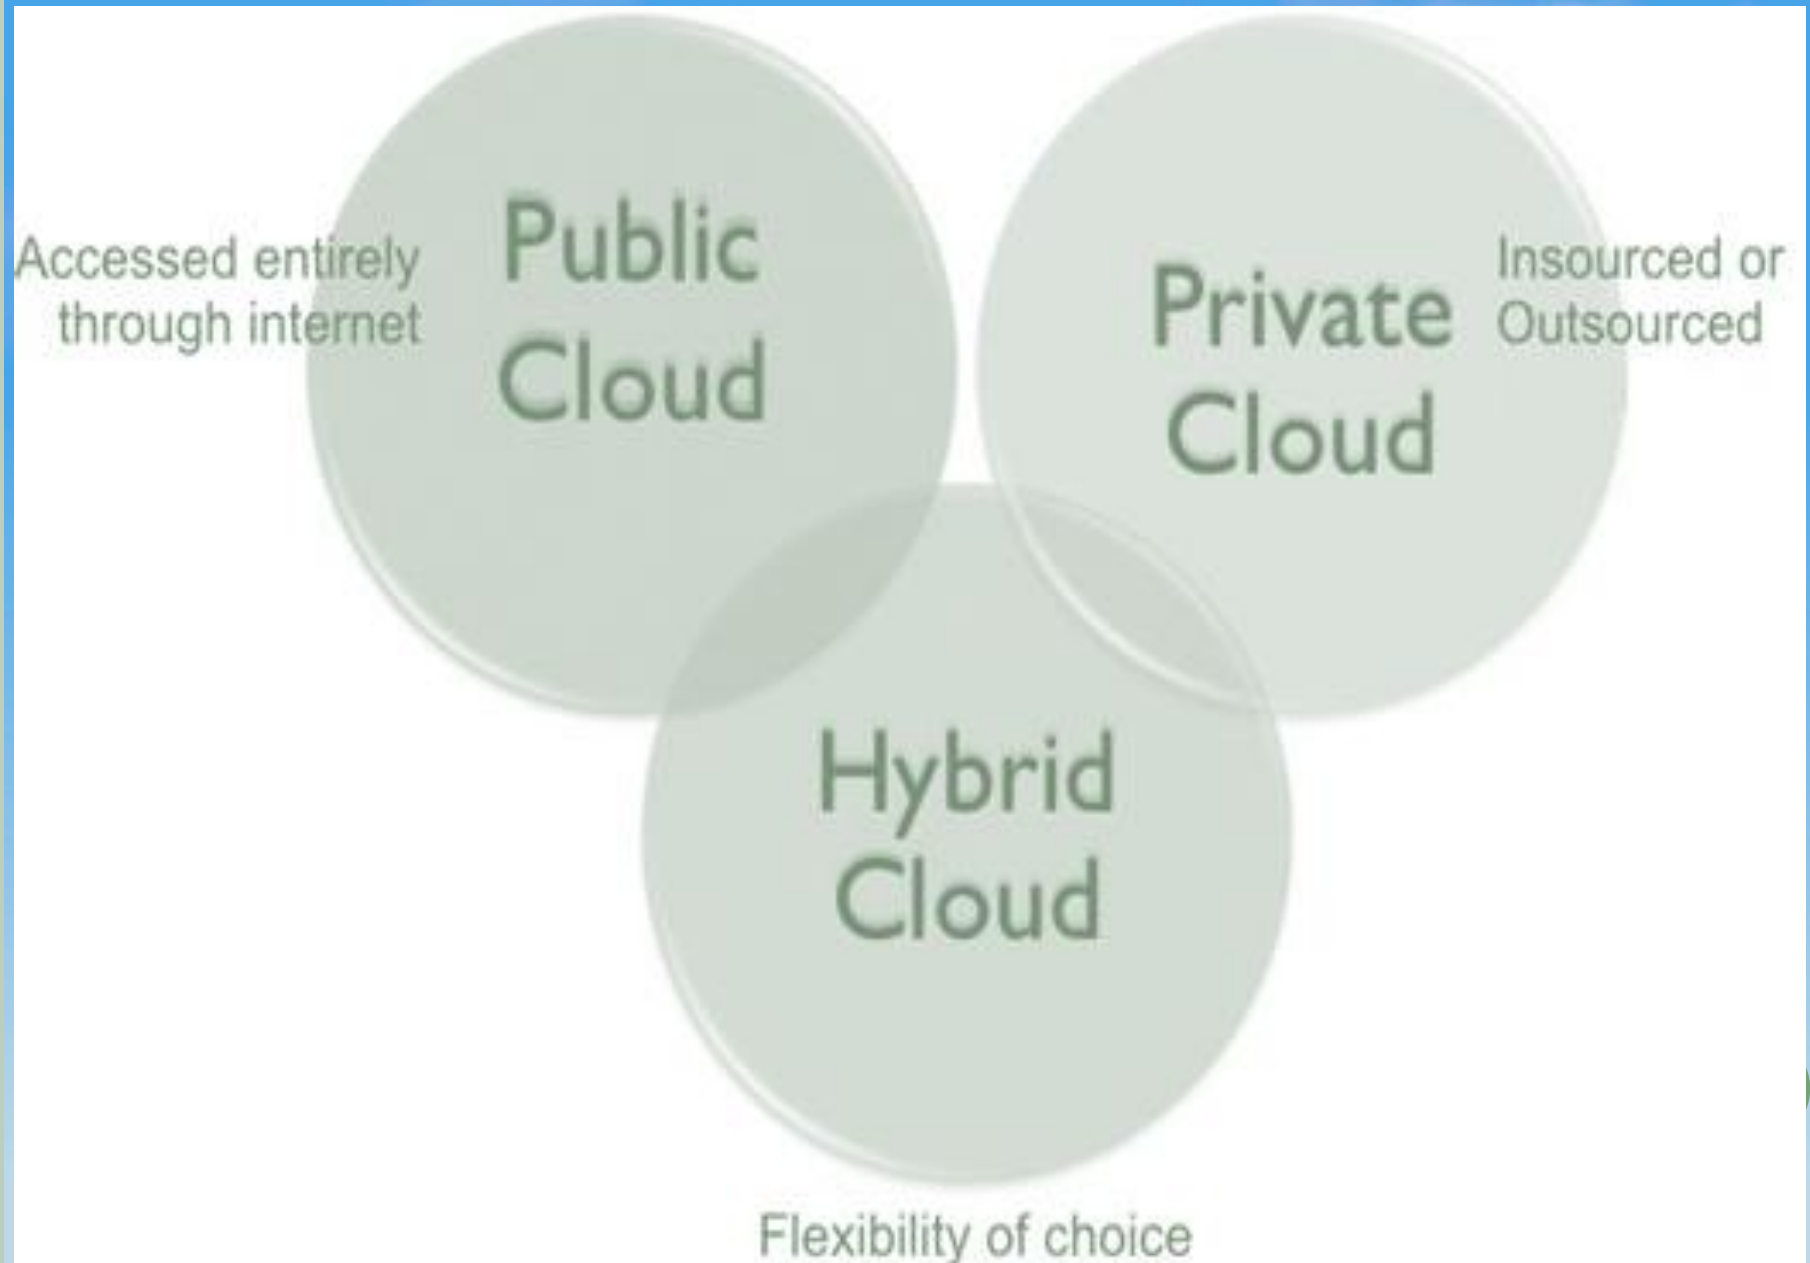 Public
Cloud
Accessed entirely
through internet
Private
Cloud
Insourced or
Outsourced
Hybrid
Cloud
Flexibility of choice